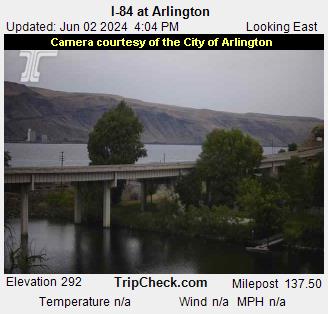 I-84 at Arlington
Updated: Jun 02 2024 4:04 PM Looking East
Camera courtesy of the City of Arlington
Elevation 292 TripCheck.com Milepost 137.50
Temperature n/a Wind n/a MPH n/a